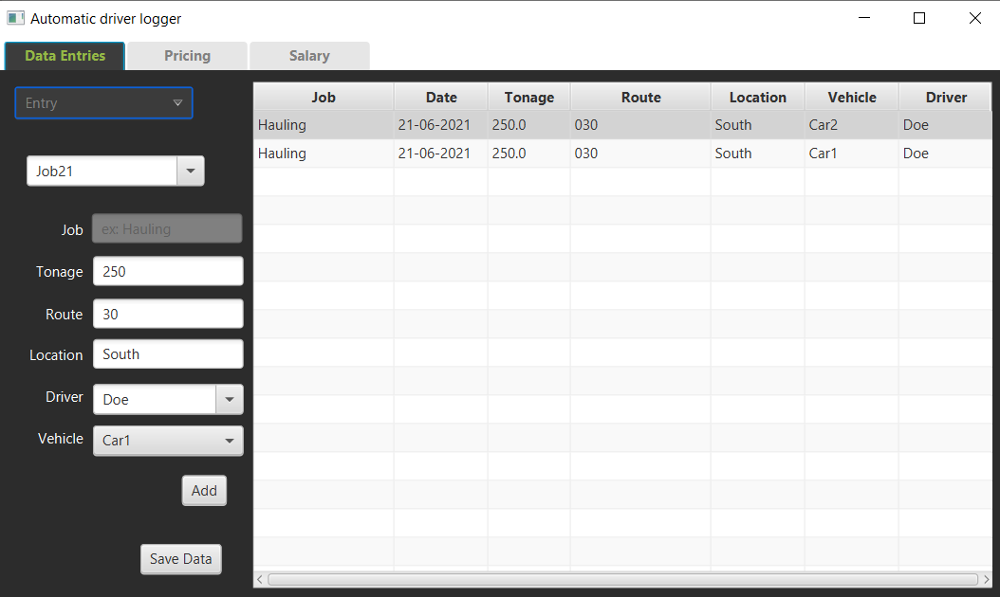 Automatic driver logger
Data Entries Pricing Salary
Entry
Job Date Tonage Route Location Vehicle Driver
Hauling 21-06-2021 250.0 030 South Car2 Doe
Hauling 21-06-2021 250.0 030 South Car1 Doe
Job21
Job ex: Hauling
Tonage 250
Route 30
Location South
Driver Doe
Vehicle Car1
Add
Save Data